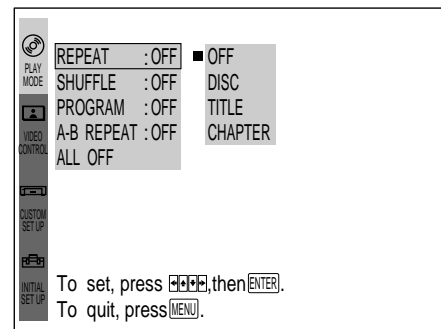 PLAY
MODE
VIDEO
CONTROL
CUSTOM
SET UP
INITIAL
SET UP
REPEAT :OFF
SHUFFLE :OFF
PROGRAM :OFF
A-B REPEAT :OFF
ALL OFF
■ OFF
DISC
TITLE
CHAPTER
To set, press ←↑↓→,then ENTER.
To quit, press MENU.